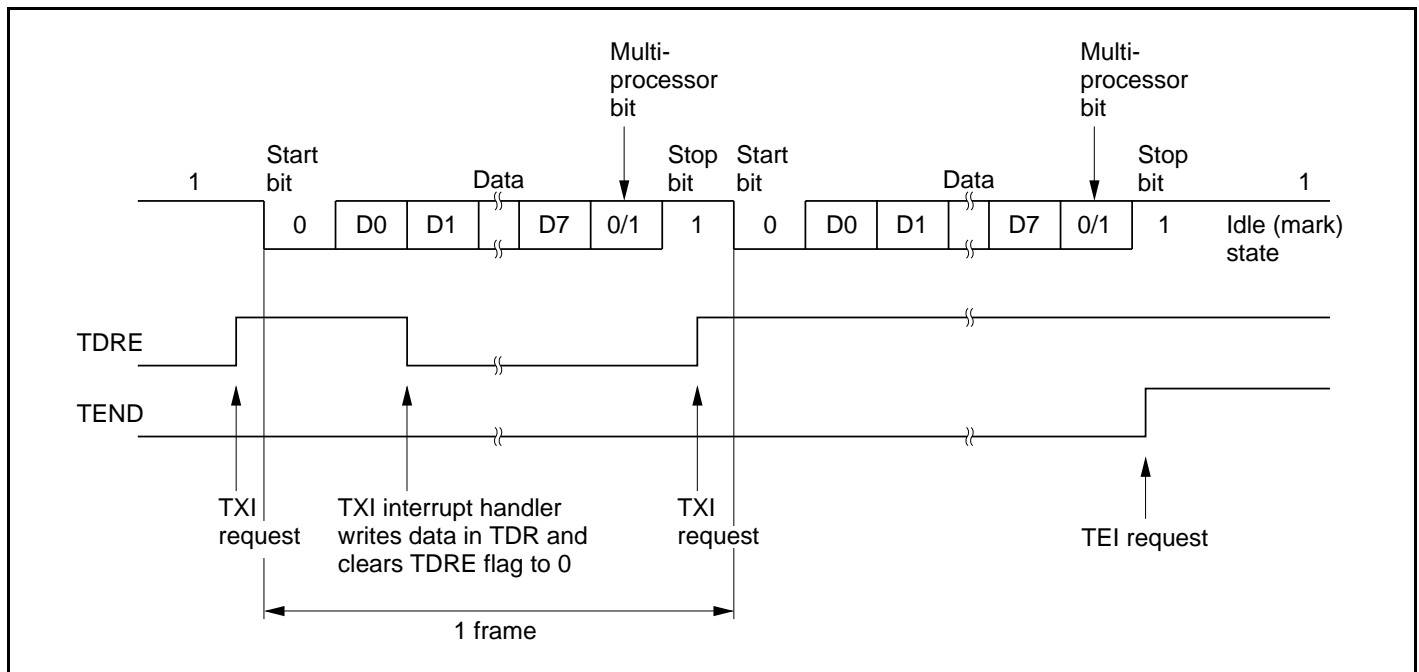 Multi-
processor
bit
Multi-
processor
bit
1
Start
bit
Data
Stop
bit
Start
bit
Data
Stop
bit
1
0 D0 D1 D7 0/1 1 0 D0 D1 D7 0/1 1 Idle (mark)
state
TDRE
TEND
TXI
request
TXI interrupt handler
writes data in TDR and
clears TDRE flag to 0
TXI
request
TEI request
1 frame